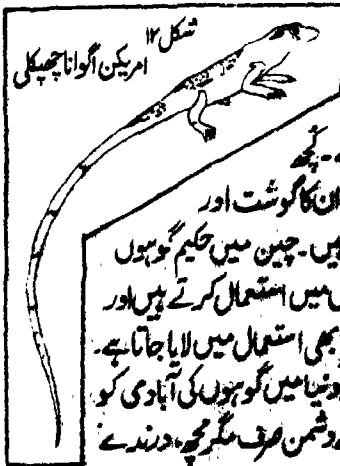 شکل ۱۲
امریکن اگوانا چھپکلی
۔ کچھ
ان کا گوشت اور
ہیں۔ چین میں حکیم گوہوں
میں استعمال کرتے ہیں اور
بھی استعمال میں لایا جاتا ہے۔
دنیا میں گوہوں کی آبادی کو
دشمن صرف مگرمچھ، درندے